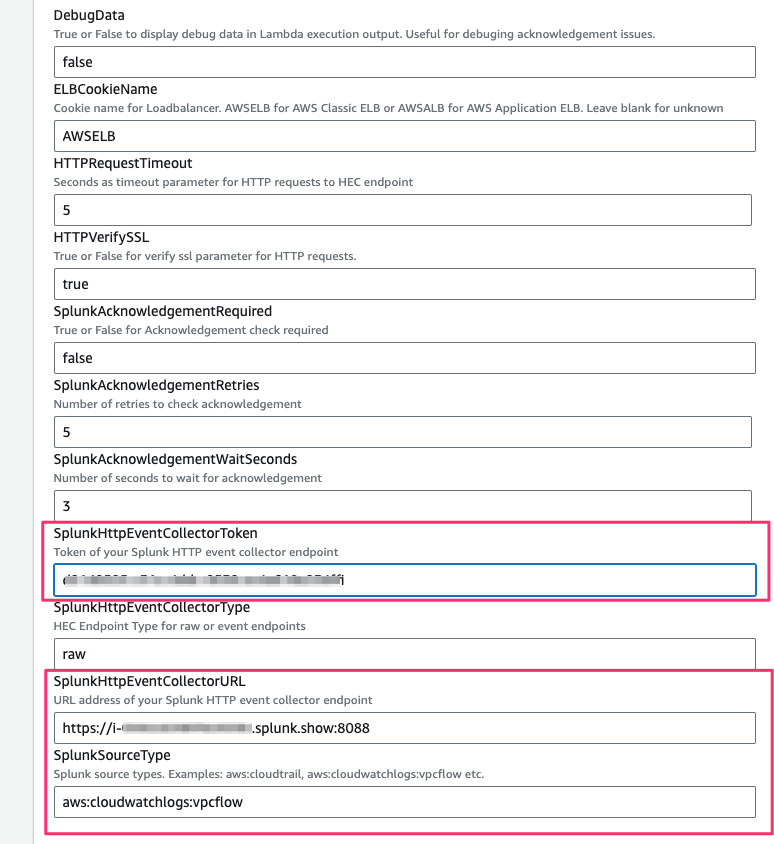 DebugData
True or False to display debug data in Lambda execution output. Useful for debuging acknowledgement issues.
false
ELBCookieName
Cookie name for Loadbalancer. AWSELB for AWS Classic ELB or AWSALB for AWS Application ELB. Leave blank for unknown
AWSELB
HTTPRequestTimeout
Seconds as timeout parameter for HTTP requests to HEC endpoint
5
HTTPVerifySSL
True or False for verify ssl parameter for HTTP requests.
true
SplunkAcknowledgementRequired
True or False for Acknowledgement check required
false
SplunkAcknowledgementRetries
Number of retries to check acknowledgement
5
SplunkAcknowledgementWaitSeconds
Number of seconds to wait for acknowledgement
3
SplunkHttpEventCollectorToken
Token of your Splunk HTTP event collector endpoint
SplunkHttpEventCollectorType
HEC Endpoint Type for raw or event endpoints
raw
SplunkHttpEventCollectorURL
URL address of your Splunk HTTP event collector endpoint
https://i- .splunk.show:8088
SplunkSourceType
Splunk source types. Examples: aws:cloudtrail, aws:cloudwatchlogs:vpcflow etc.
aws:cloudwatchlogs:vpcflow